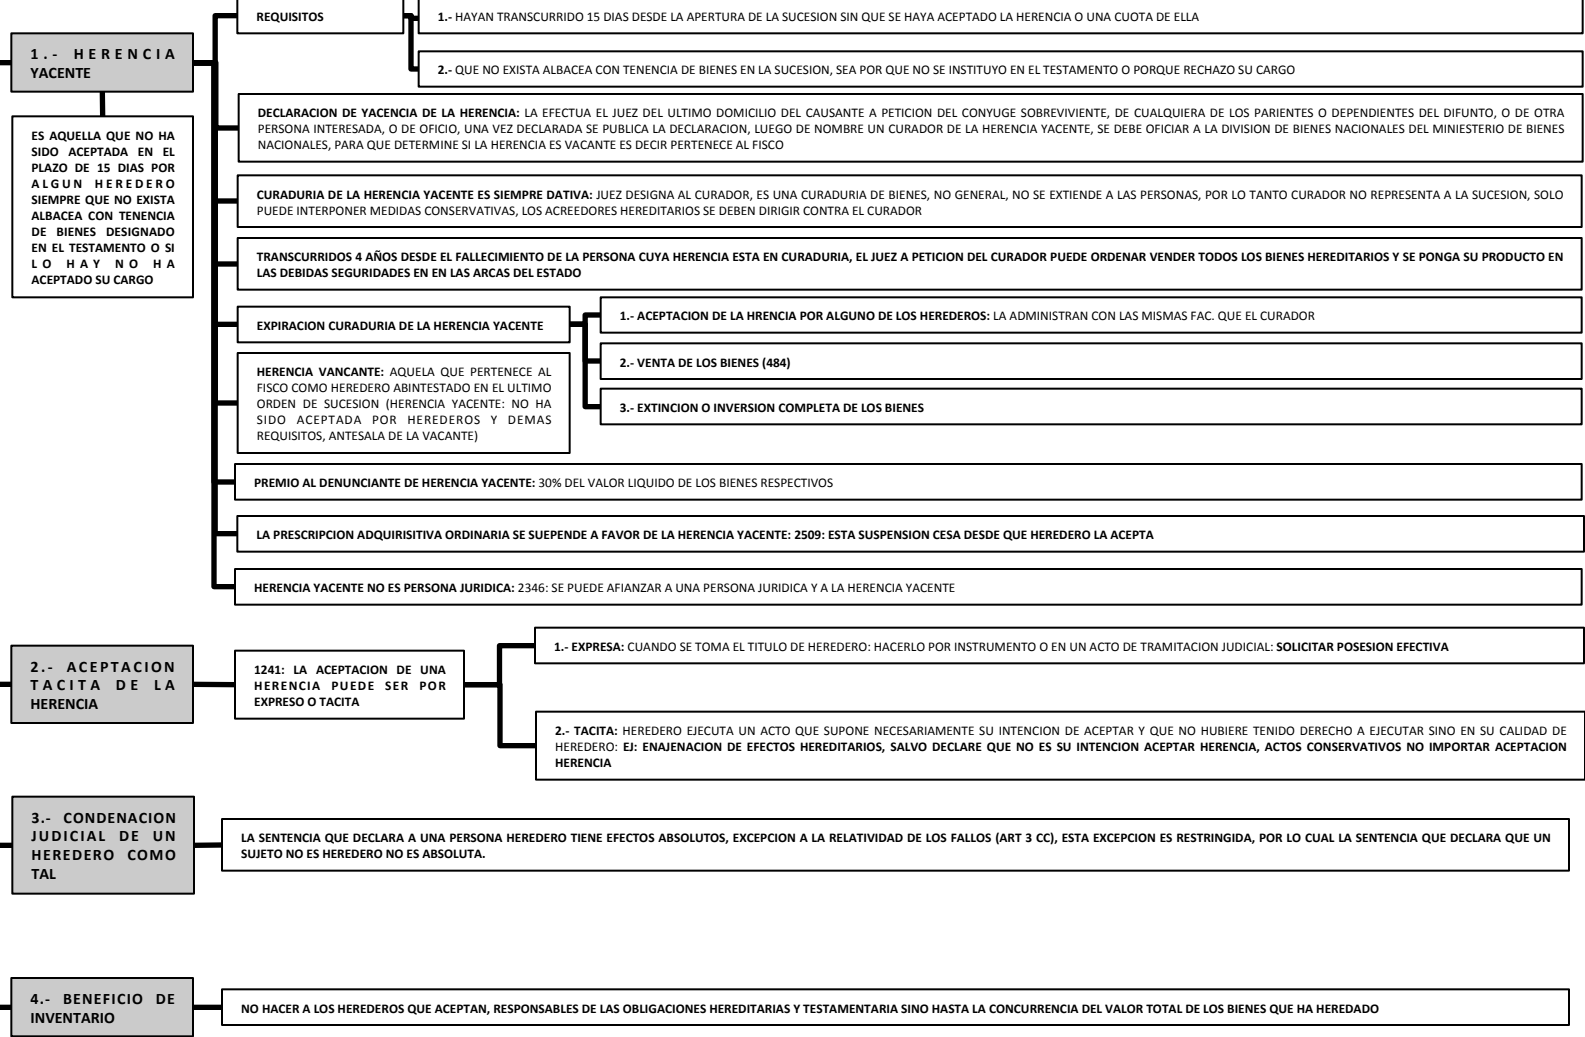 REQUISITOS
1.- HAYAN TRANSCURRIDO 15 DIAS DESDE LA APERTURA DE LA SUCESION SIN QUE SE HAYA ACEPTADO LA HERENCIA O UNA CUOTA DE ELLA
2.- QUE NO EXISTA ALBACEA CON TENENCIA DE BIENES EN LA SUCESION, SEA POR QUE NO SE INSTITUYO EN EL TESTAMENTO O PORQUE RECHAZO SU CARGO
1.- HERENCIA
YACENTE
ES AQUELLA QUE NO HA
SIDO ACEPTADA EN EL
PLAZO DE 15 DIAS POR
ALGUN HEREDERO
SIEMPRE QUE NO EXISTA
ALBACEA CON TENENCIA
DE BIENES DESIGNADO
EN EL TESTAMENTO O SI
LO HAY NO HA
ACEPTADO SU CARGO
DECLARACION DE YACENCIA DE LA HERENCIA: LA EFECTUA EL JUEZ DEL ULTIMO DOMICILIO DEL CAUSANTE A PETICION DEL CONYUGE SOBREVIVIENTE, DE CUALQUIERA DE LOS PARIENTES O DEPENDIENTES DEL DIFUNTO, O DE OTRA
PERSONA INTERESADA, O DE OFICIO, UNA VEZ DECLARADA SE PUBLICA LA DECLARACION, LUEGO DE NOMBRE UN CURADOR DE LA HERENCIA YACENTE, SE DEBE OFICIAR A LA DIVISION DE BIENES NACIONALES DEL MINIESTERIO DE BIENES
NACIONALES, PARA QUE DETERMINE SI LA HERENCIA ES VACANTE ES DECIR PERTENECE AL FISCO
CURADURIA DE LA HERENCIA YACENTE ES SIEMPRE DATIVA: JUEZ DESIGNA AL CURADOR, ES UNA CURADURIA DE BIENES, NO GENERAL, NO SE EXTIENDE A LAS PERSONAS, POR LO TANTO CURADOR NO REPRESENTA A LA SUCESION, SOLO
PUEDE INTERPONER MEDIDAS CONSERVATIVAS, LOS ACREEDORES HEREDITARIOS SE DEBEN DIRIGIR CONTRA EL CURADOR
TRANSCURRIDOS 4 AÑOS DESDE EL FALLECIMIENTO DE LA PERSONA CUYA HERENCIA ESTA EN CURADURIA, EL JUEZ A PETICION DEL CURADOR PUEDE ORDENAR VENDER TODOS LOS BIENES HEREDITARIOS Y SE PONGA SU PRODUCTO EN
LAS DEBIDAS SEGURIDADES EN EN LAS ARCAS DEL ESTADO
EXPIRACION CURADURIA DE LA HERENCIA YACENTE
1.- ACEPTACION DE LA HRENCIA POR ALGUNO DE LOS HEREDEROS: LA ADMINISTRAN CON LAS MISMAS FAC. QUE EL CURADOR
2.- VENTA DE LOS BIENES (484)
3.- EXTINCION O INVERSION COMPLETA DE LOS BIENES
HERENCIA VANCANTE: AQUELA QUE PERTENECE AL
FISCO COMO HEREDERO ABINTESTADO EN EL ULTIMO
ORDEN DE SUCESION (HERENCIA YACENTE: NO HA
SIDO ACEPTADA POR HEREDEROS Y DEMAS
REQUISITOS, ANTESALA DE LA VACANTE)
PREMIO AL DENUNCIANTE DE HERENCIA YACENTE: 30% DEL VALOR LIQUIDO DE LOS BIENES RESPECTIVOS
LA PRESCRIPCION ADQUIRISITIVA ORDINARIA SE SUEPENDE A FAVOR DE LA HERENCIA YACENTE: 2509: ESTA SUSPENSION CESA DESDE QUE HEREDERO LA ACEPTA
HERENCIA YACENTE NO ES PERSONA JURIDICA: 2346: SE PUEDE AFIANZAR A UNA PERSONA JURIDICA Y A LA HERENCIA YACENTE
2.- ACEPTACION
TACITA DE LA
HERENCIA
1241: LA ACEPTACION DE UNA
HERENCIA PUEDE SER POR
EXPRESO O TACITA
1.- EXPRESA: CUANDO SE TOMA EL TITULO DE HEREDERO: HACERLO POR INSTRUMENTO O EN UN ACTO DE TRAMITACION JUDICIAL: SOLICITAR POSESION EFECTIVA
2.- TACITA: HEREDERO EJECUTA UN ACTO QUE SUPONE NECESARIAMENTE SU INTENCION DE ACEPTAR Y QUE NO HUBIERE TENIDO DERECHO A EJECUTAR SINO EN SU CALIDAD DE
HEREDERO: EJ: ENAJENACION DE EFECTOS HEREDITARIOS, SALVO DECLARE QUE NO ES SU INTENCION ACEPTAR HERENCIA, ACTOS CONSERVATIVOS NO IMPORTAR ACEPTACION
HERENCIA
3.- CONDENACION
JUDICIAL DE UN
HEREDERO COMO
TAL
LA SENTENCIA QUE DECLARA A UNA PERSONA HEREDERO TIENE EFECTOS ABSOLUTOS, EXCEPCION A LA RELATIVIDAD DE LOS FALLOS (ART 3 CC), ESTA EXCEPCION ES RESTRINGIDA, POR LO CUAL LA SENTENCIA QUE DECLARA QUE UN
SUJETO NO ES HEREDERO NO ES ABSOLUTA.
4.- BENEFICIO DE
INVENTARIO
NO HACER A LOS HEREDEROS QUE ACEPTAN, RESPONSABLES DE LAS OBLIGACIONES HEREDITARIAS Y TESTAMENTARIA SINO HASTA LA CONCURRENCIA DEL VALOR TOTAL DE LOS BIENES QUE HA HEREDADO